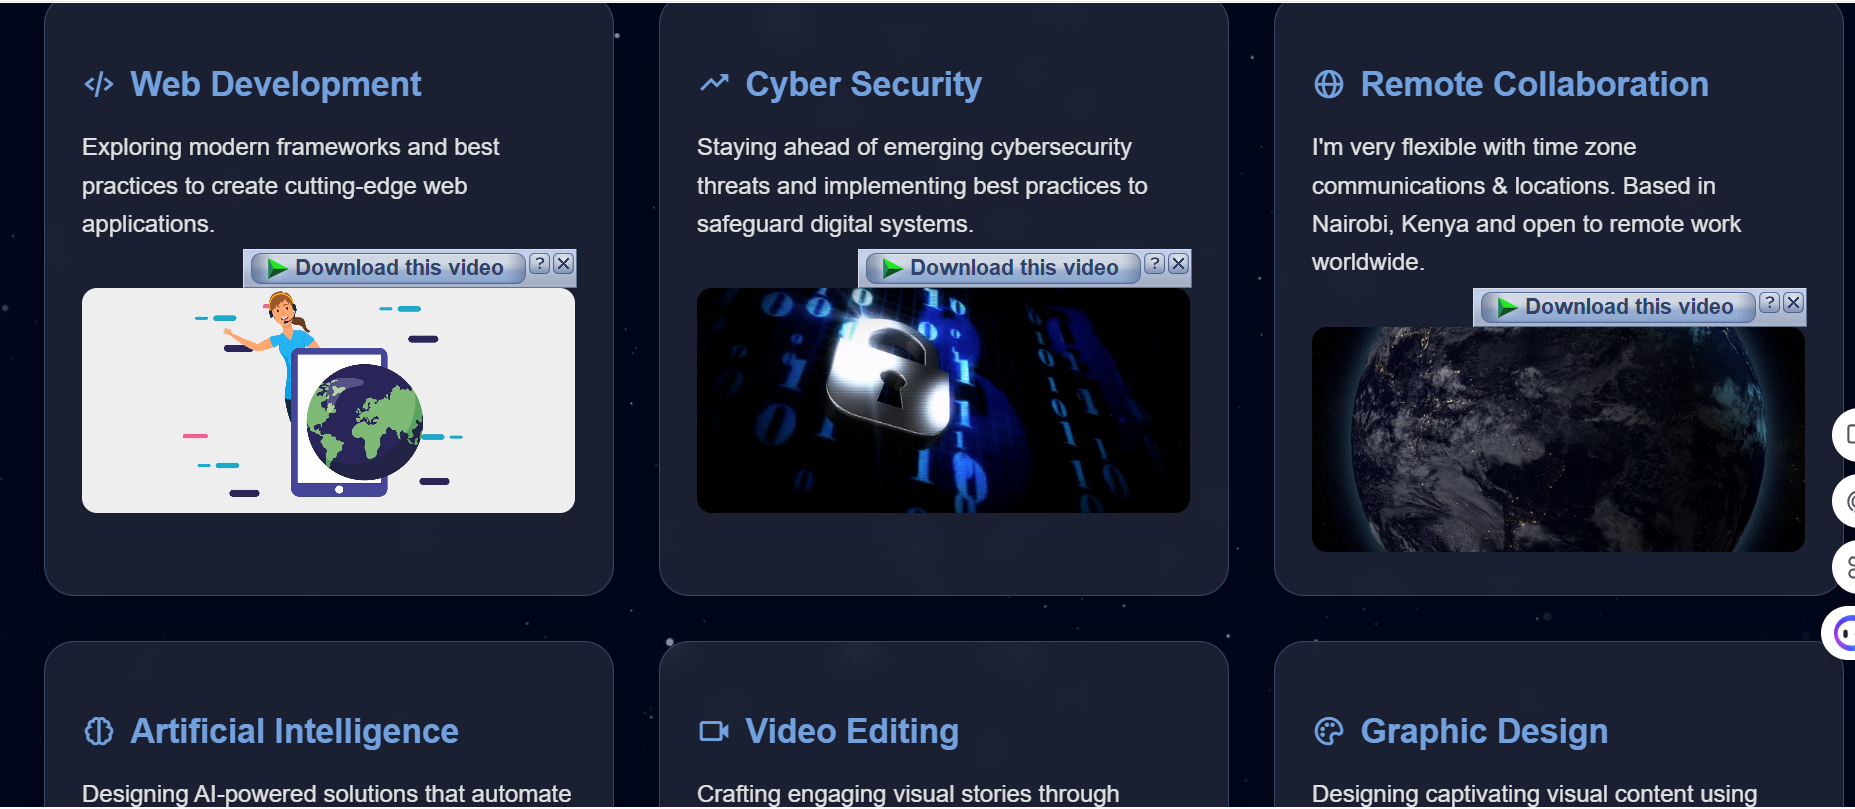 Web Development
Exploring modern frameworks and best
practices to create cutting-edge web
applications.
Download this video
?
Cyber Security
Staying ahead of emerging cybersecurity
threats and implementing best practices to
safeguard digital systems.
Download this video
?
Remote Collaboration
I'm very flexible with time zone
communications & locations. Based in
Nairobi, Kenya and open to remote work
worldwide.
Download this video
?
Artificial Intelligence
Designing AI-powered solutions that automate
Video Editing
Crafting engaging visual stories through
Graphic Design
Designing captivating visual content using